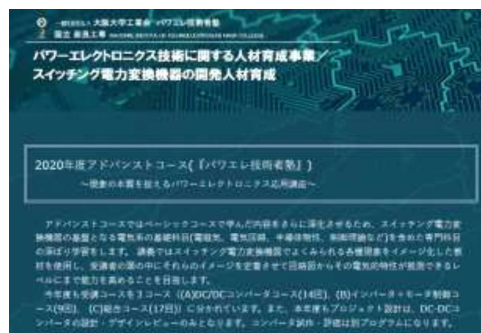 一般社団法人 大阪大学工業会 パワエレ技術者塾
国立 奈良工専
パワーエレクトロニクス技術に関する人材育成事業／
スイッチング電力変換機器の開発人材育成
2020年度アドバンストコース(『パワエレ技術者塾』)
～現象の本質を捉えるパワーエレクトロニクス応用講座～
アドバンストコースではベーシックコースで学んだ内容をさらに深化させるため、スイッチング電力変
換機器の基盤となる電気系の基礎科目(電磁気、電気回路、半導体物性、制御理論など)を含めた専門科目
の深ぼり学習をします。 講義ではスイッチング電力変換機器でよくみられる各種現象をイメージ化した教
材を使用し、受講者の頭の中にそれらのイメージを定着させて回路図からその電気的特性が推測できるレ
ベルにまで能力を高めることを目指します。
今年度も受講コースを3コース（(A)DC/DCコンバータコース(14回)、(B)インバータ＋モータ制御コ
ース(9回)、(C)総合コース(17回)）に分かれています。また、本年度もプロジェクト設計は、DC-DCコ
ンバータの設計・デザインレビューのみとなります。コンバータ試作・評価は別プログラムになります。